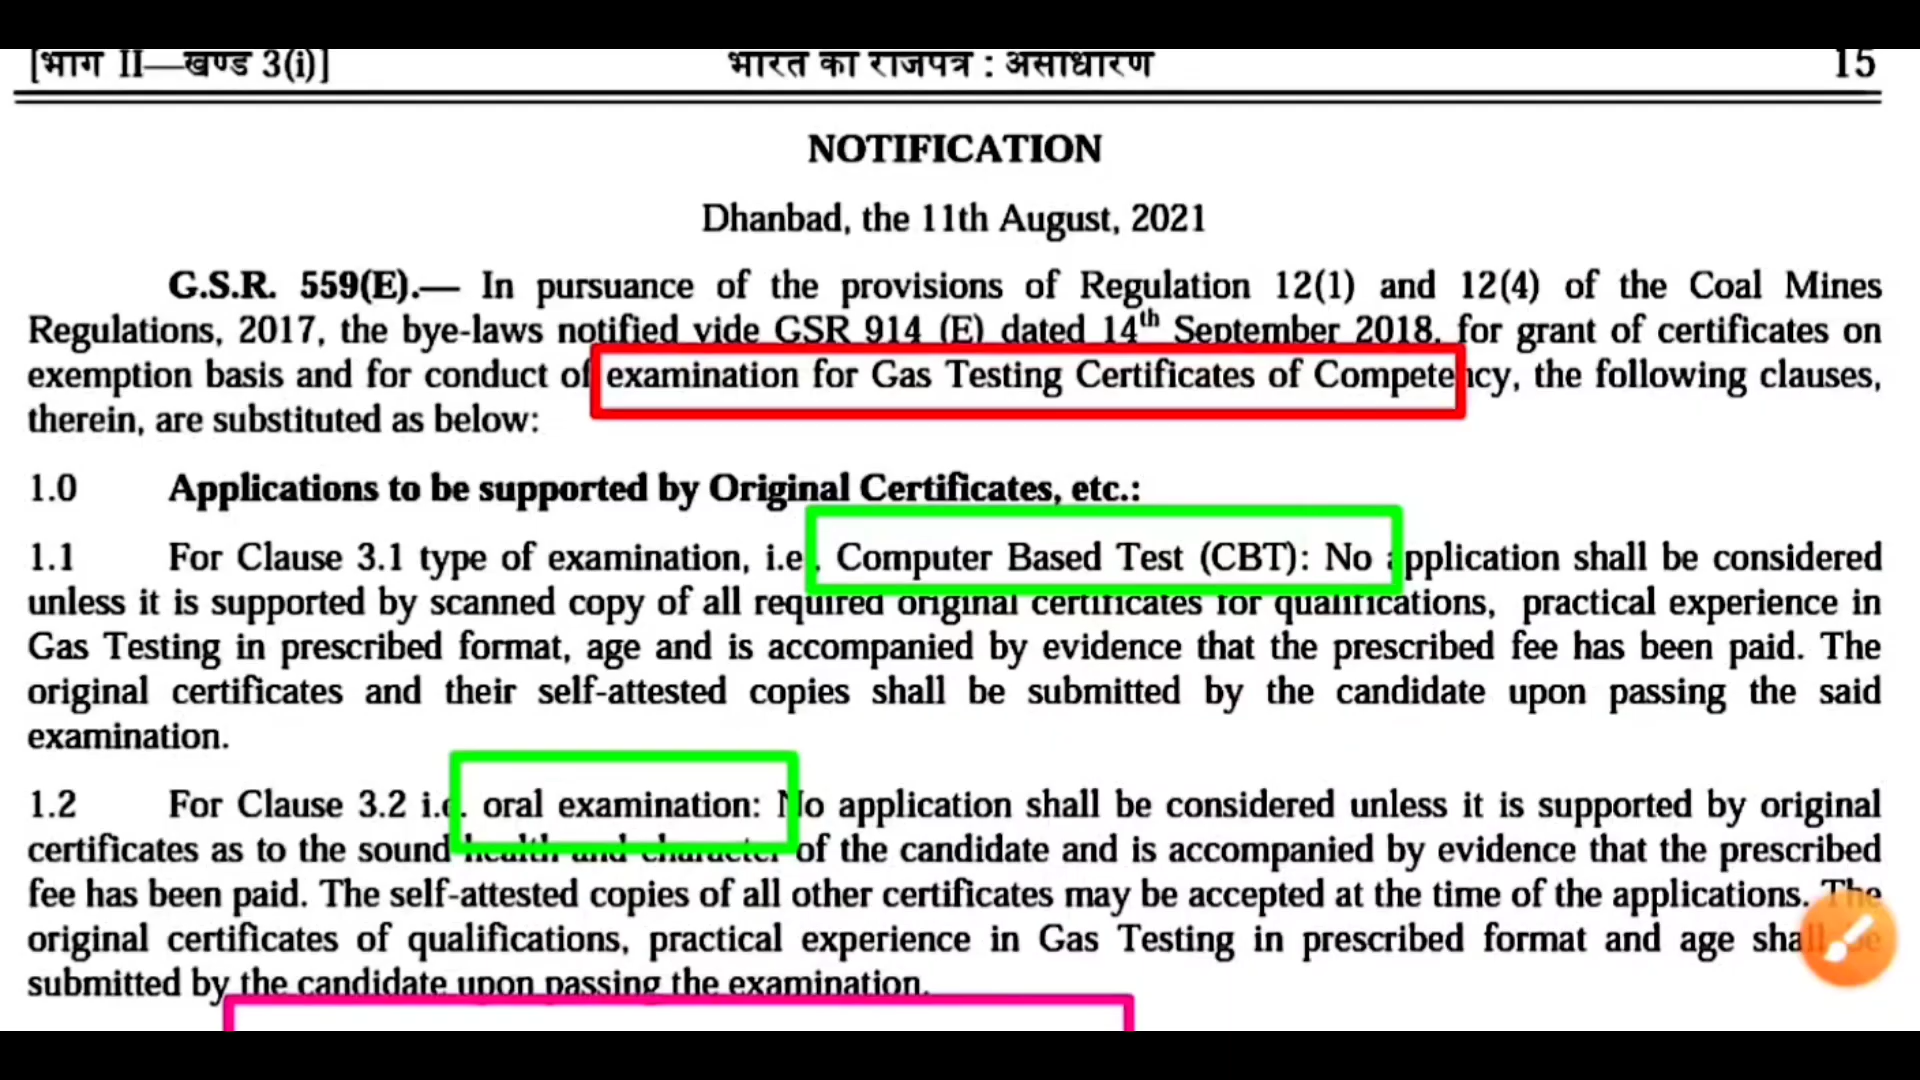 [भाग II—खण्ड 3(i)] भारत का राजपत्र : असाधारण 15
NOTIFICATION
Dhanbad, the 11th August, 2021
G.S.R. 559(E).— In pursuance of the provisions of Regulation 12(1) and 12(4) of the Coal Mines
Regulations, 2017, the bye-laws notified vide GSR 914 (E) dated 14th September 2018, for grant of certificates on
exemption basis and for conduct of examination for Gas Testing Certificates of Competency, the following clauses,
therein, are substituted as below:
1.0 Applications to be supported by Original Certificates, etc.:
1.1 For Clause 3.1 type of examination, i.e. Computer Based Test (CBT): No application shall be considered
unless it is supported by scanned copy of all required original certificates for qualifications, practical experience in
Gas Testing in prescribed format, age and is accompanied by evidence that the prescribed fee has been paid. The
original certificates and their self-attested copies shall be submitted by the candidate upon passing the said
examination.
1.2 For Clause 3.2 i.e. oral examination: No application shall be considered unless it is supported by original
certificates as to the sound health and character of the candidate and is accompanied by evidence that the prescribed
fee has been paid. The self-attested copies of all other certificates may be accepted at the time of the applications. The
original certificates of qualifications, practical experience in Gas Testing in prescribed format and age shall be
submitted by the candidate upon passing the examination.